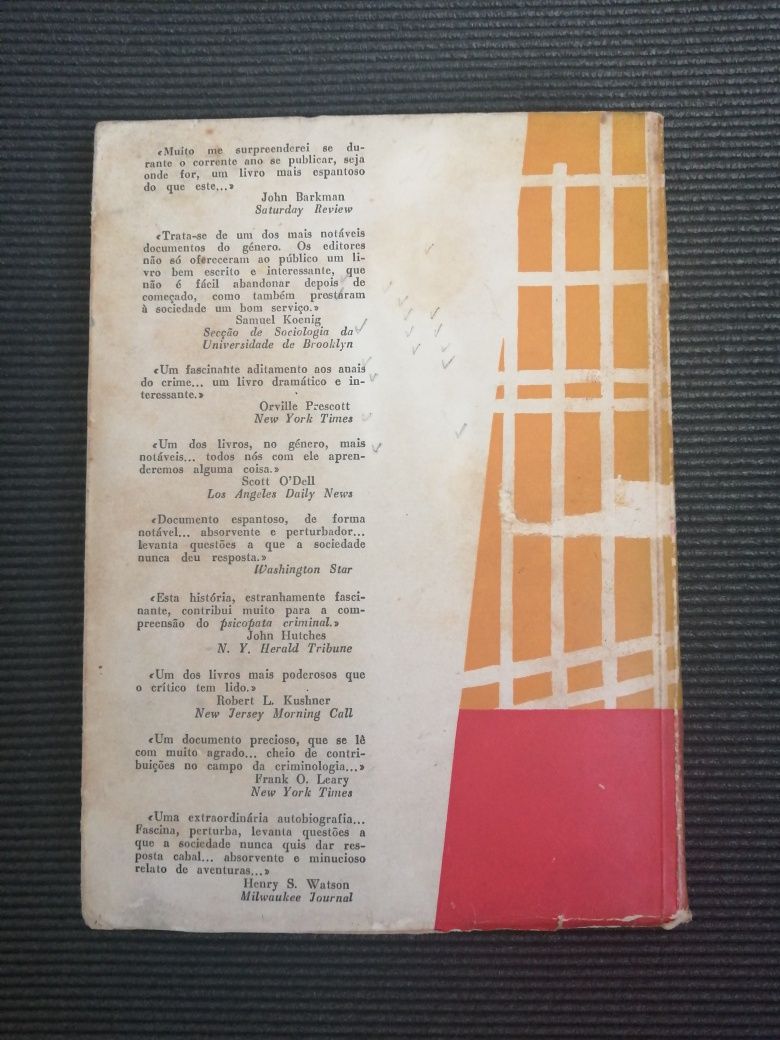 «Muito me surpreenderei se du-
rante o corrente ano se publicar, seja
onde for, um livro mais espantoso
do que este...»
John Barkman
Saturday Review
«Trata-se de um dos mais notáveis
documentos do género. Os editores
não só ofereceram ao público um li-
vro bem escrito e interessante, que
não é fácil abandonar depois de
começado, como também prestaram
à sociedade um bom serviço.»
Samuel Koenig
Secção de Sociologia da
Universidade de Brooklyn
«Um fascinante aditamento aos anais
do crime... um livro dramático e in-
teressante.»
Orville Prescott
New York Times
«Um dos livros, no género, mais
notáveis... todos nós com ele apren-
deremos alguma coisa.»
Scott O'Dell
Los Angeles Daily News
«Documento espantoso, de forma
notável... absorvente e perturbador...
levanta questões a que a sociedade
nunca deu resposta.»
Washington Star
«Esta história, estranhamente fasci-
nante, contribui muito para a com-
preensão do psicopata criminal.»
John Hutches
N. Y. Herald Tribune
«Um dos livros mais poderosos que
o crítico tem lido.»
Robert L. Kushner
New Jersey Morning Call
«Um documento precioso, que se lê
com muito agrado... cheio de contri-
buições no campo da criminologia...»
Frank O. Leary
New York Times
«Uma extraordinária autobiografia...
Fascina, perturba, levanta questões a
que a sociedade nunca quis dar res-
posta cabal... absorvente e minucioso
relato de aventuras...»
Henry S. Watson
Milwaukee Journal